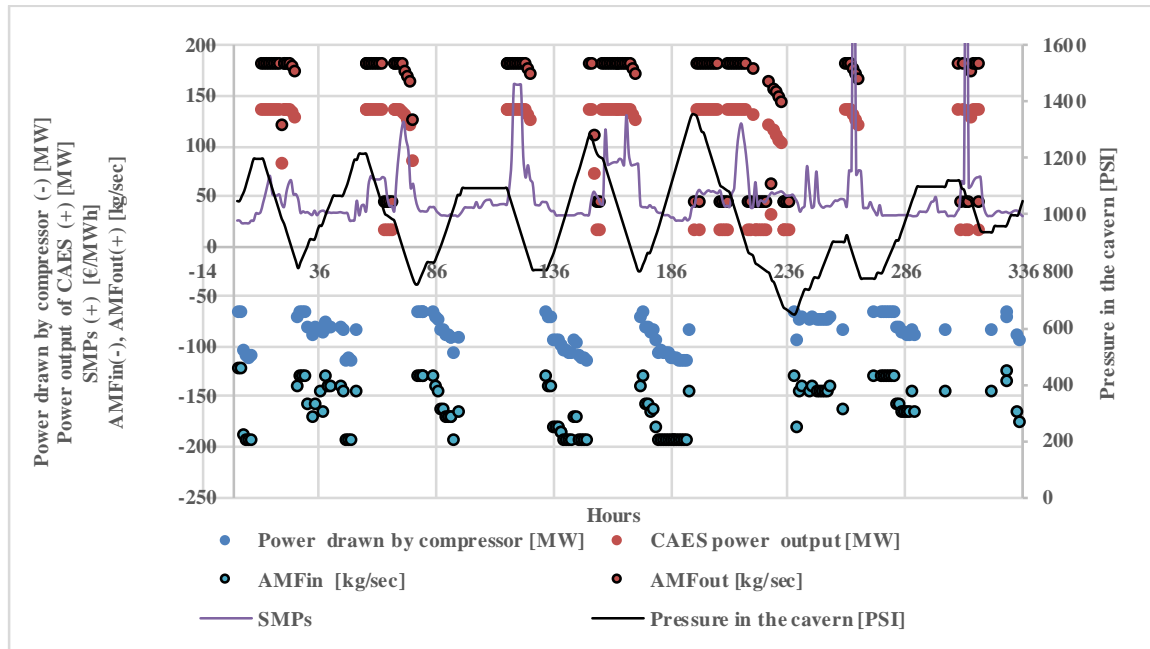 Power drawn by compressor (-) [MW]
Power output of CAES (+) [MW]
SMPs (+) [€/MWh]
AMFin(-), AMFout(+) [kg/sec]
200
150
100
50
0
-50
-100
-150
-200
-250
-14
36
86
136
186
236
286
336
1600
1400
1200
1000
800
600
400
200
0
Pressure in the cavern [PSI]
Hours
Power drawn by compressor [MW]
CAES power output [MW]
AMFin [kg/sec]
AMFout [kg/sec]
SMPs
Pressure in the cavern [PSI]